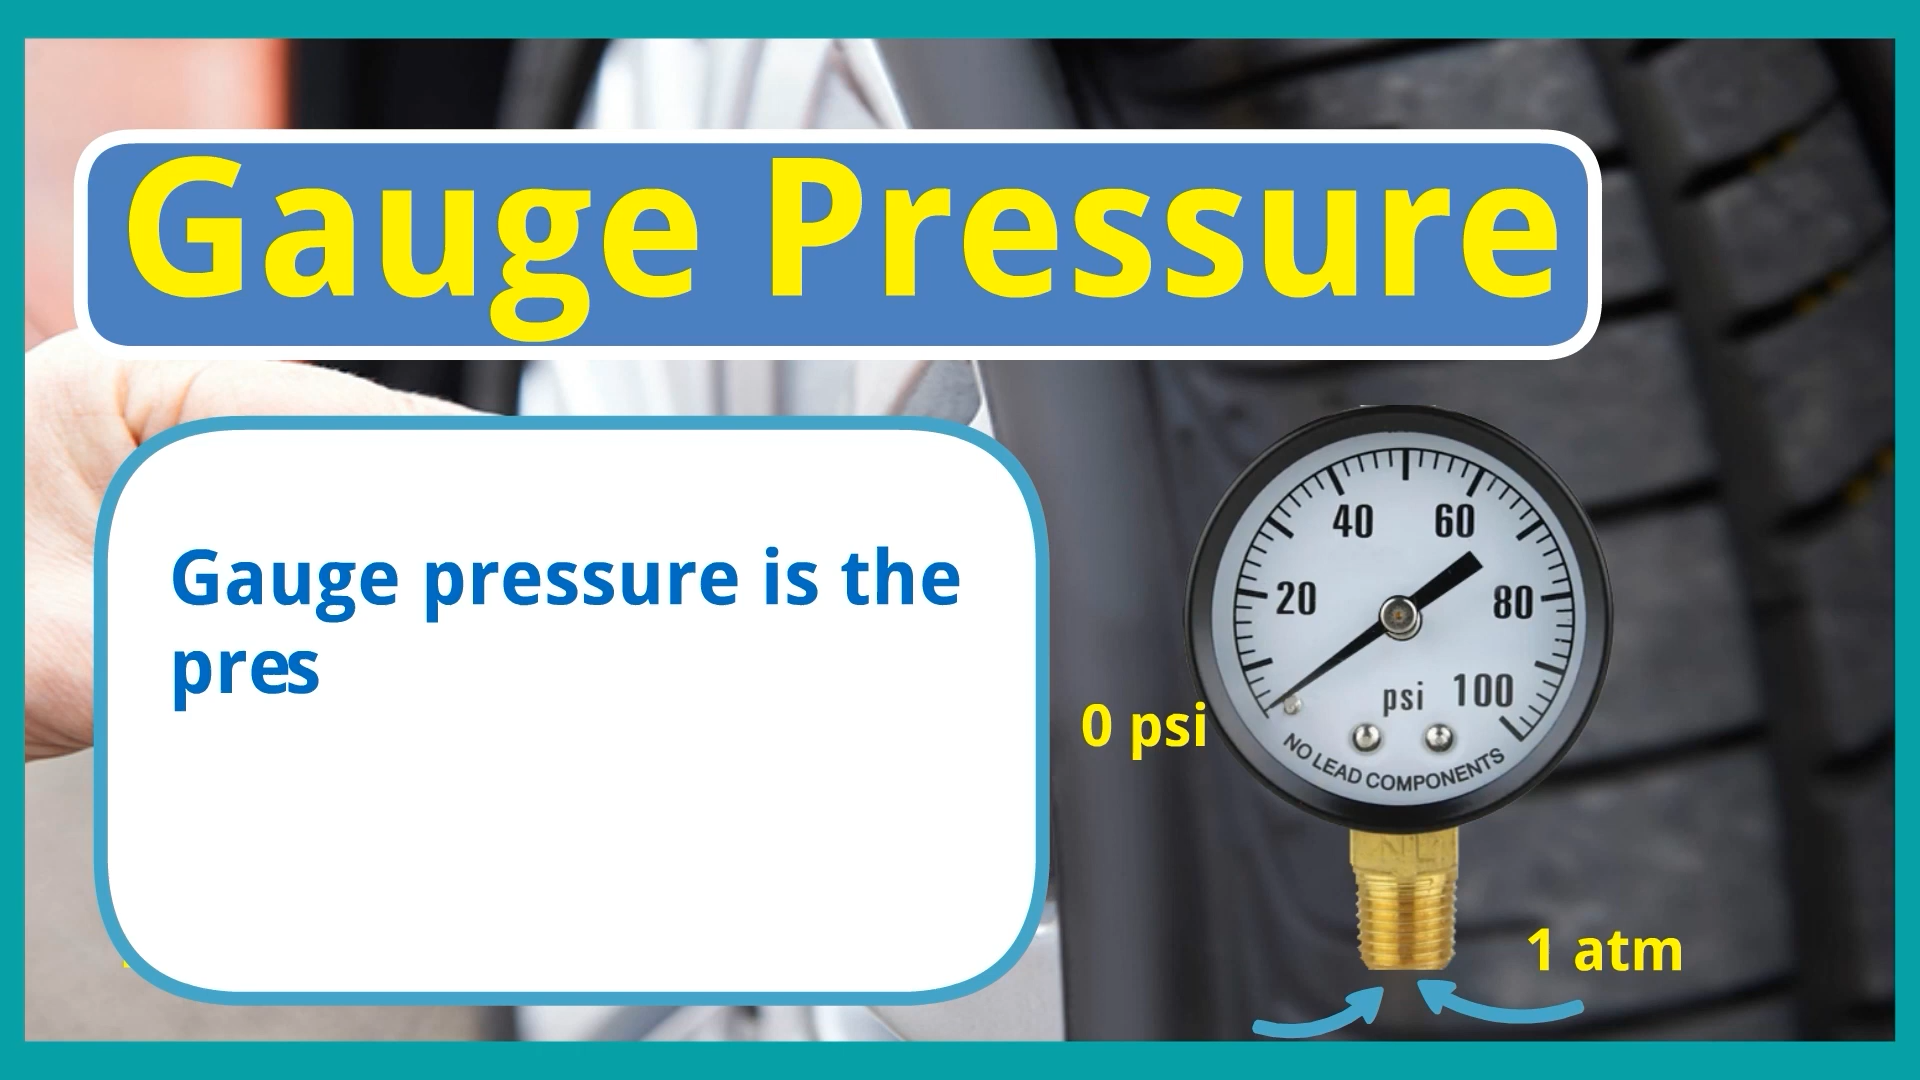 Gauge Pressure
Gauge pressure is the
pres
40 60
20 80
psi 100
NO LEAD COMPONENTS
0 psi
1 atm